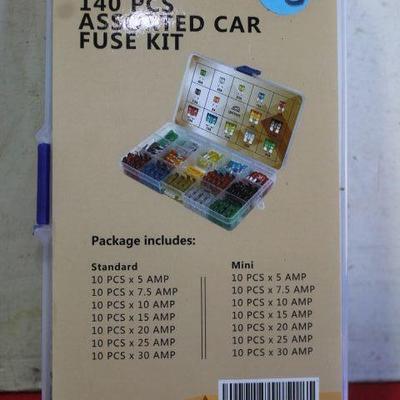 140 PCS
ASSORTED CAR
FUSE KIT
Package includes:
Standard
10 PCS x 5 AMP
10 PCS x 7.5 AMP
10 PCS x 10 AMP
10 PCS x 15 AMP
10 PCS x 20 AMP
10 PCS x 25 AMP
10 PCS x 30 AMP
Mini
10 PCS x 5 AMP
10 PCS x 7.5 AMP
10 PCS x 10 AMP
10 PCS x 15 AMP
10 PCS x 20 AMP
10 PCS x 25 AMP
10 PCS x 30 AMP